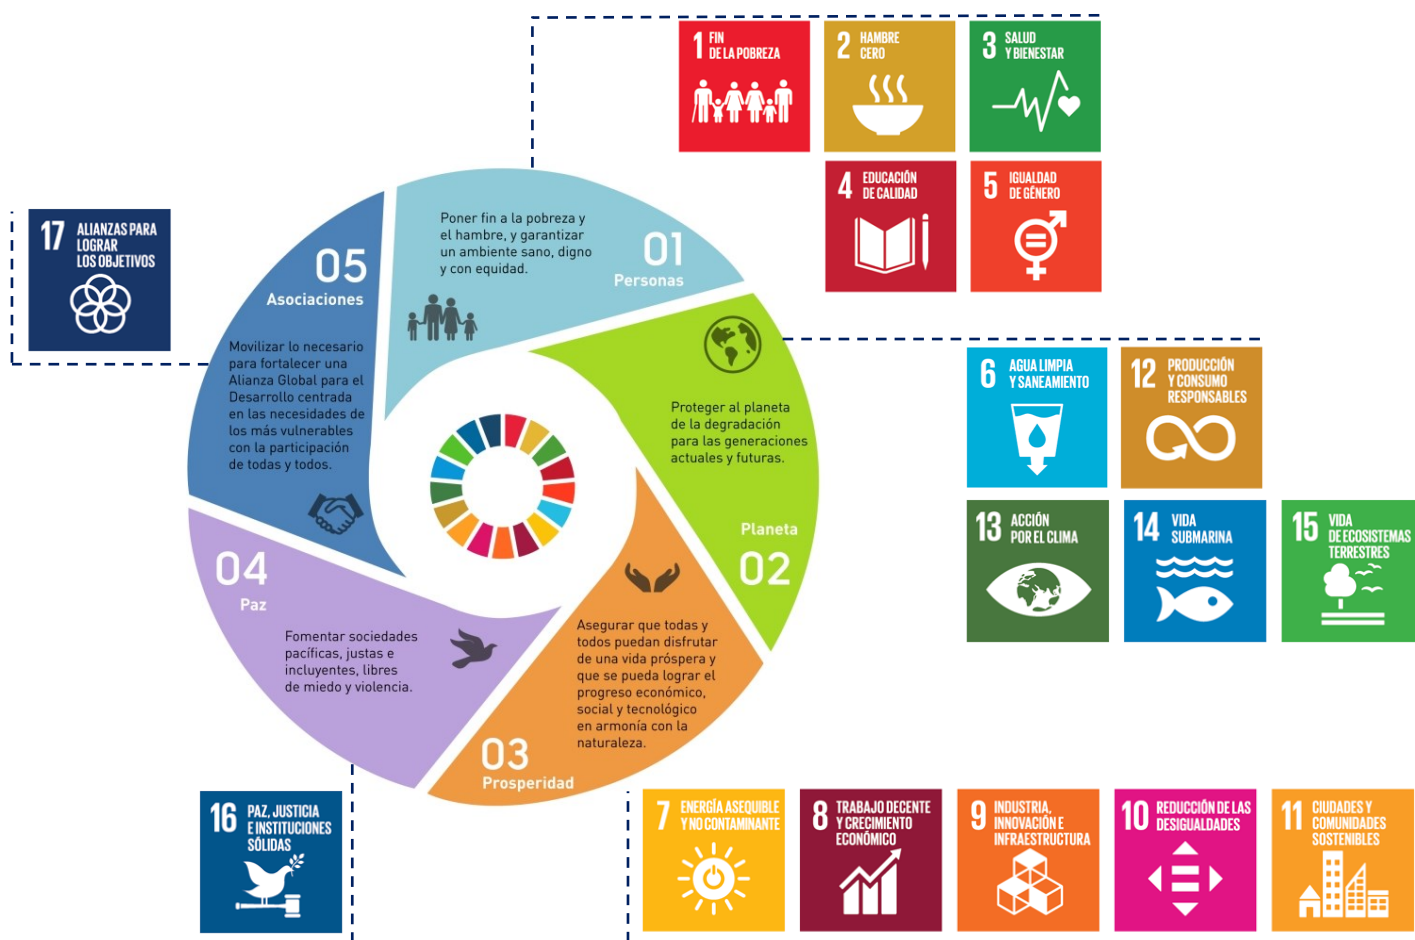 1 FIN
DE LA POBREZA
2 HAMBRE
CERO
3 SALUD
Y BIENESTAR
4 EDUCACIÓN
DE CALIDAD
5 IGUALDAD
DE GÉNERO
17 ALIANZAS PARA
LOGRAR
LOS OBJETIVOS
Poner fin a la pobreza y
el hambre, y garantizar
un ambiente sano, digno
y con equidad.
01
Personas
05
Asociaciones
Movilizar lo necesario
para fortalecer una
Alianza Global para el
Desarrollo centrada
en las necesidades de
los más vulnerables
con la participación
de todas y todos.
Proteger al planeta
de la degradación
para las generaciones
actuales y futuras.
Planeta
02
6 AGUA LIMPIA
Y SANEAMIENTO
12 PRODUCCIÓN
Y CONSUMO
RESPONSABLES
13 ACCIÓN
POR EL CLIMA
14 VIDA
SUBMARINA
15 VIDA
DE ECOSISTEMAS
TERRESTRES
04
Paz
Fomentar sociedades
pacíficas, justas e
incluyentes, libres
de miedo y violencia.
Asegurar que todas y
todos puedan disfrutar
de una vida próspera y
que se pueda lograr el
progreso económico,
social y tecnológico
en armonía con la
naturaleza.
03
Prosperidad
16 PAZ, JUSTICIA
E INSTITUCIONES
SÓLIDAS
7 ENERGÍA ASEQUIBLE
Y NO CONTAMINANTE
8 TRABAJO DECENTE
Y CRECIMIENTO
ECONÓMICO
9 INDUSTRIA,
INNOVACIÓN E
INFRAESTRUCTURA
10 REDUCCIÓN DE LAS
DESIGUALDADES
11 CIUDADES Y
COMUNIDADES
SOSTENIBLES